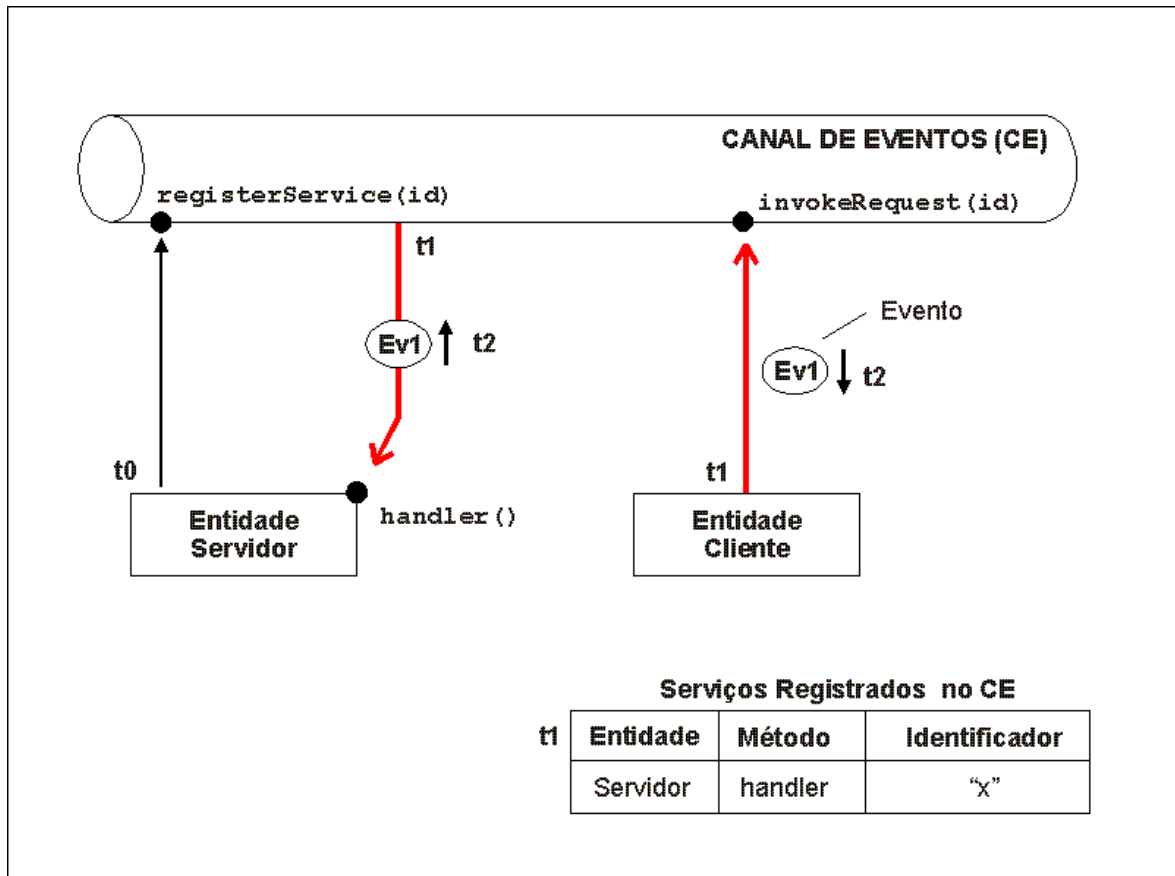 CANAL DE EVENTOS (CE)
registerService(id)
invokeRequest(id)
t1
Evento
Ev1
t2
Ev1
t2
t0
t1
handler()
Entidade
Servidor
Entidade
Cliente
Serviços Registrados no CE
t1 Entidade Método Identificador
Servidor handler “x”